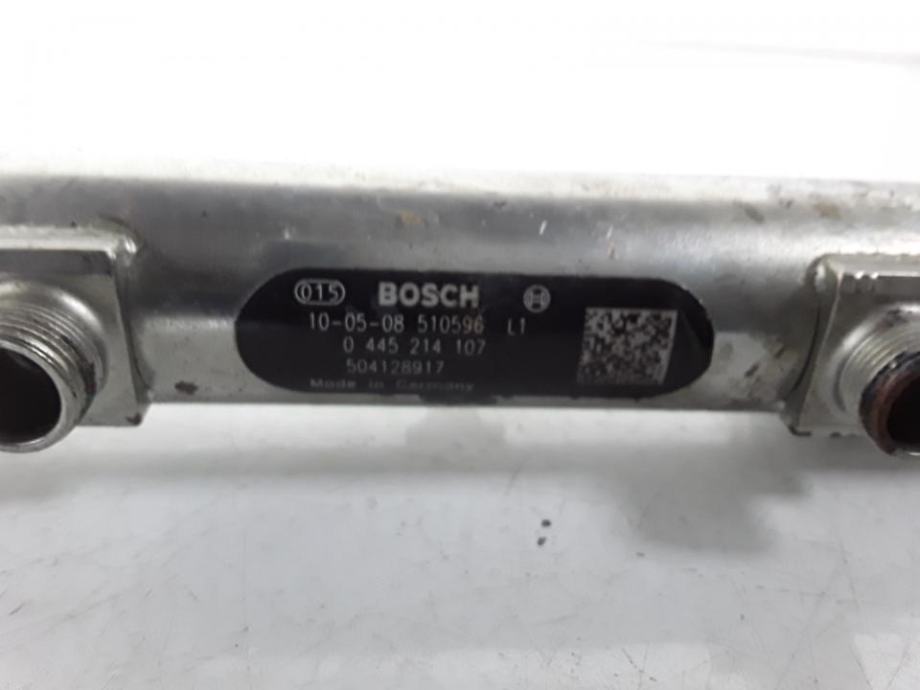 015 BOSCH
10-05-08 510596 L1
0 445 214 107
504128917
Made in Germany